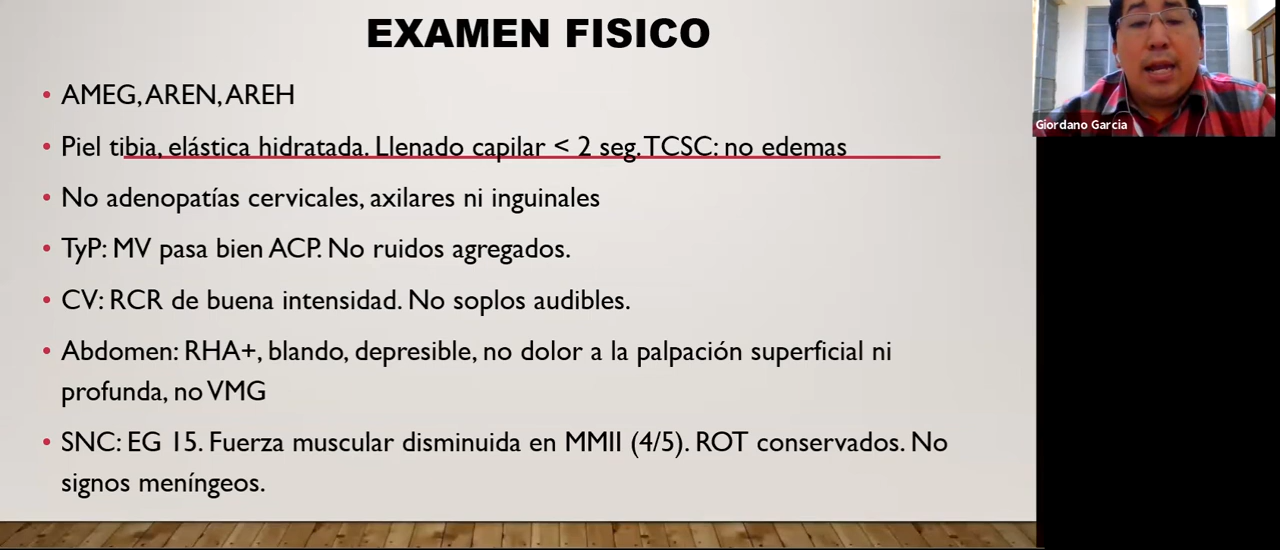 EXAMEN FISICO
• AMEG, AREN, AREH
• Piel tibia, elástica hidratada. Llenado capilar < 2 seg. TCSC: no edemas
• No adenopatías cervicales, axilares ni inguinales
• TyP: MV pasa bien ACP. No ruidos agregados.
• CV: RCR de buena intensidad. No soplos audibles.
• Abdomen: RHA+, blando, depresible, no dolor a la palpación superficial ni
profunda, no VMG
• SNC: EG 15. Fuerza muscular disminuida en MMII (4/5). ROT conservados. No
signos meníngeos.
Giordano Garcia